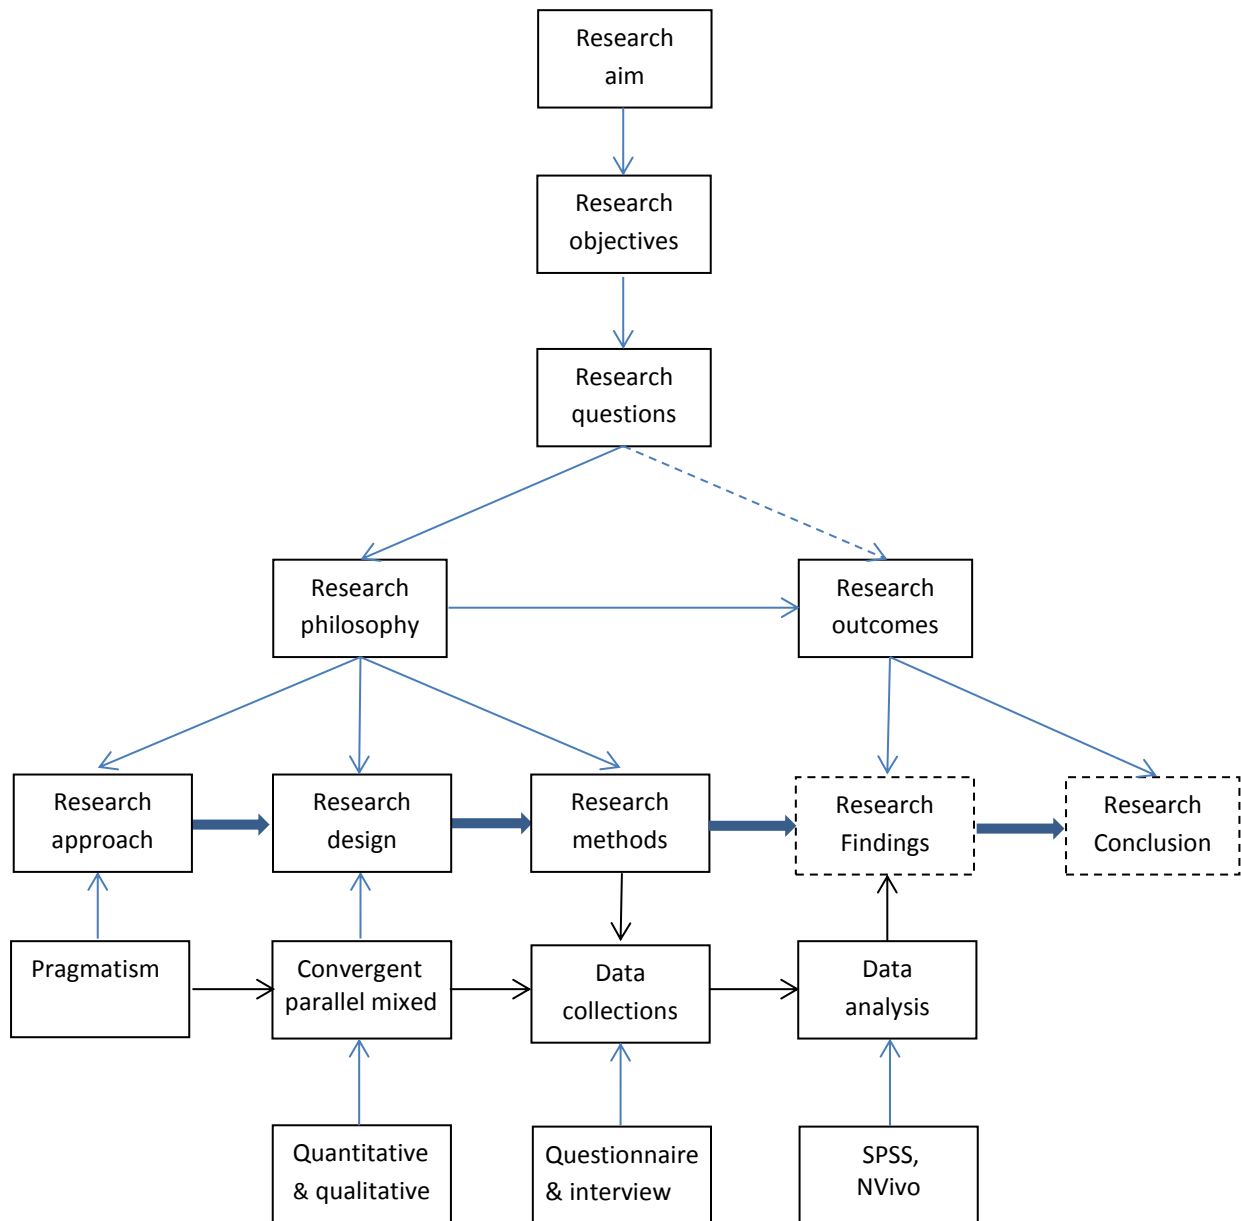 Research
aim
Research
objectives
Research
questions
Research
philosophy
Research
outcomes
Research
approach
Research
design
Research
methods
Research
Findings
Research
Conclusion
Pragmatism
Convergent
parallel mixed
Data
collections
Data
analysis
Quantitative
& qualitative
Questionnaire
& interview
SPSS,
NVivo